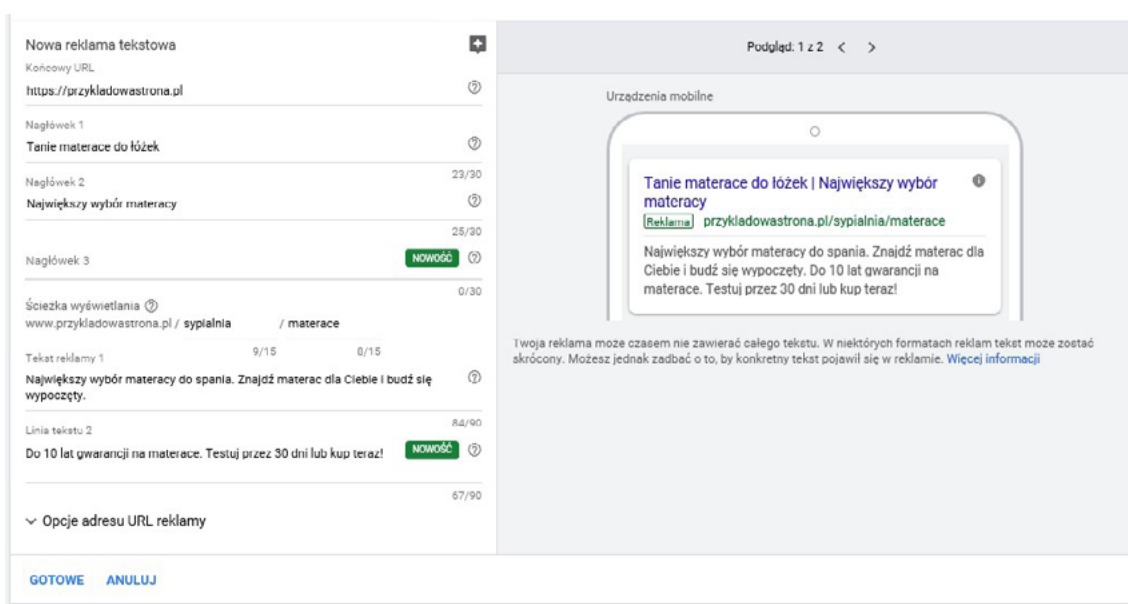 Nowa reklama tekstowa
Końcowy URL
https://przykladowastrona.pl
Nagłówek 1
Tanie materace do łóżek
23/30
Nagłówek 2
Największy wybór materacy
25/30
Nagłówek 3
NOWOŚĆ
0/30
Ścieżka wyświetlania
www.przykladowastrona.pl / sypialnia / materace
9/15 8/15
Tekst reklamy 1
Największy wybór materacy do spania. Znajdź materac dla Ciebie i budź się
wypoczęty.
84/90
Linia tekstu 2
Do 10 lat gwarancji na materace. Testuj przez 30 dni lub kup teraz!
NOWOŚĆ
67/90
Opcje adresu URL reklamy
GOTOWE ANULUJ
Podgląd: 1 z 2 < >
Urządzenia mobilne
Tanie materace do łóżek | Największy wybór
materacy
Reklama przykladowastrona.pl/sypialnia/materace
Największy wybór materacy do spania. Znajdź materac dla
Ciebie i budź się wypoczęty. Do 10 lat gwarancji na
materace. Testuj przez 30 dni lub kup teraz!
Twoja reklama może czasem nie zawierać całego tekstu. W niektórych formatach reklam tekst może zostać
skrócony. Możesz jednak zadbać o to, by konkretny tekst pojawił się w reklamie. Więcej informacji